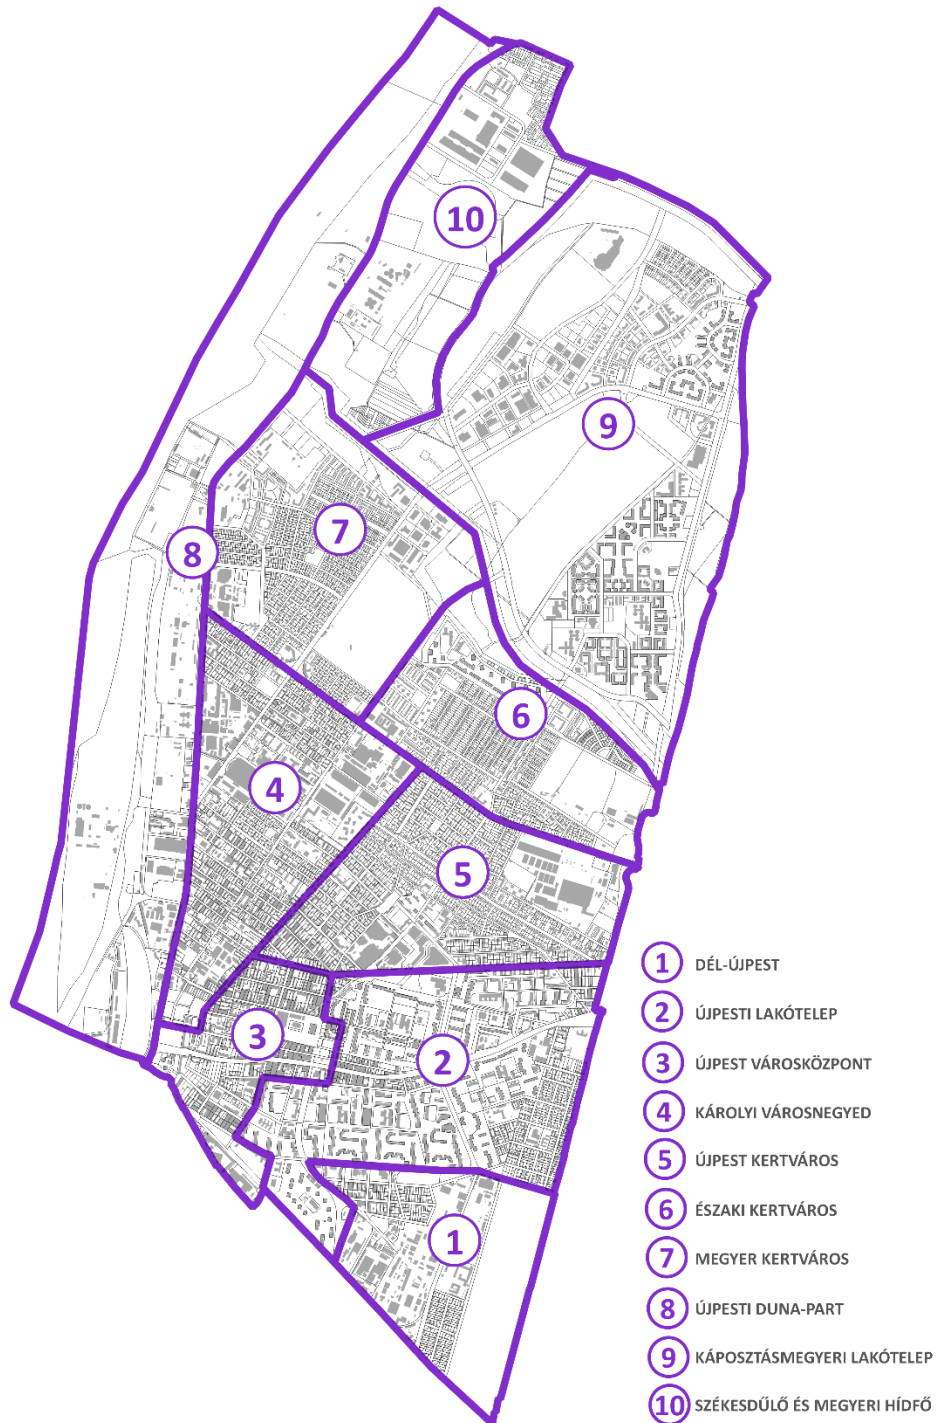 10
9
7
8
6
4
5
3
2
1
1 DÉL-ÚJPEST
2 ÚJPESTI LAKÓTELEP
3 ÚJPEST VÁROSKÖZPONT
4 KÁROLYI VÁROSNEGYED
5 ÚJPEST KERTVÁROS
6 ÉSZAKI KERTVÁROS
7 MEGYER KERTVÁROS
8 ÚJPESTI DUNA-PART
9 KÁPOSZTÁSMEGYERI LAKÓTELEP
10 SZÉKESDŰLŐ ÉS MEGYERI HÍDFŐ